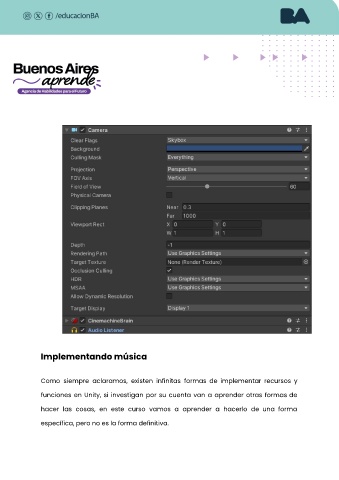 /educacionBA
BA
Buenos Aires
aprende
Agencia de Habilidades para el Futuro
Camera
Clear Flags Skybox
Background
Culling Mask Everything
Projection Perspective
FOV Axis Vertical
Field of View 60
Physical Camera
Clipping Planes Near 0.3
Far 1000
Viewport Rect X 0 Y 0
W 1 H 1
Depth -1
Rendering Path Use Graphics Settings
Target Texture None (Render Texture)
Occlusion Culling
HDR Use Graphics Settings
MSAA Use Graphics Settings
Allow Dynamic Resolution
Target Display Display 1
CinemachineBrain
Audio Listener
Implementando música
Como siempre aclaramos, existen infinitas formas de implementar recursos y
funciones en Unity, si investigan por su cuenta van a aprender otras formas de
hacer las cosas, en este curso vamos a aprender a hacerlo de una forma
específica, pero no es la forma definitiva.